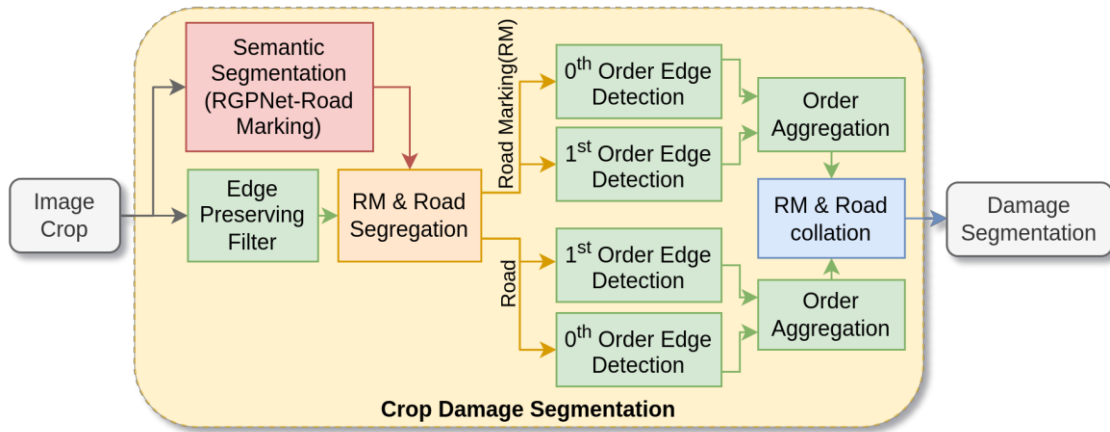 Semantic
Segmentation
(RGPNet-Road
Marking)
Image
Crop
Edge
Preserving
Filter
RM & Road
Segregation
Road Marking(RM)
Road
0th Order Edge
Detection
1st Order Edge
Detection
1st Order Edge
Detection
0th Order Edge
Detection
Order
Aggregation
RM & Road
collation
Order
Aggregation
Damage
Segmentation
Crop Damage Segmentation